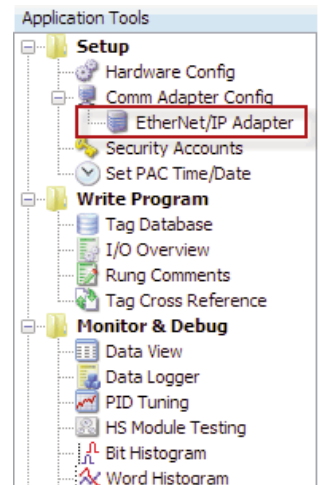 Application Tools
Setup
Hardware Config
Comm Adapter Config
EtherNet/IP Adapter
Security Accounts
Set PAC Time/Date
Write Program
Tag Database
I/O Overview
Rung Comments
Tag Cross Reference
Monitor & Debug
Data View
Data Logger
PID Tuning
HS Module Testing
Bit Histogram
Word Histogram